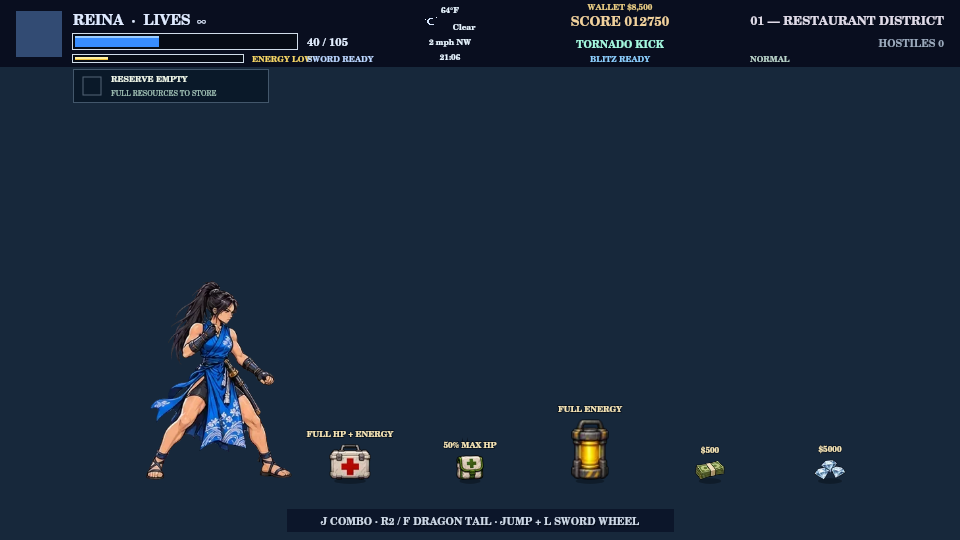 REINA · LIVES ∞
40 / 105
ENERGY LOW
SWORD READY
RESERVE EMPTY
FULL RESOURCES TO STORE
64°F
Clear
2 mph NW
21:06
WALLET $8,500
SCORE 012750
TORNADO KICK
BLITZ READY
01 — RESTAURANT DISTRICT
HOSTILES 0
NORMAL
FULL HP + ENERGY
50% MAX HP
FULL ENERGY
$500
$5000
J COMBO · R2 / F DRAGON TAIL · JUMP + L SWORD WHEEL